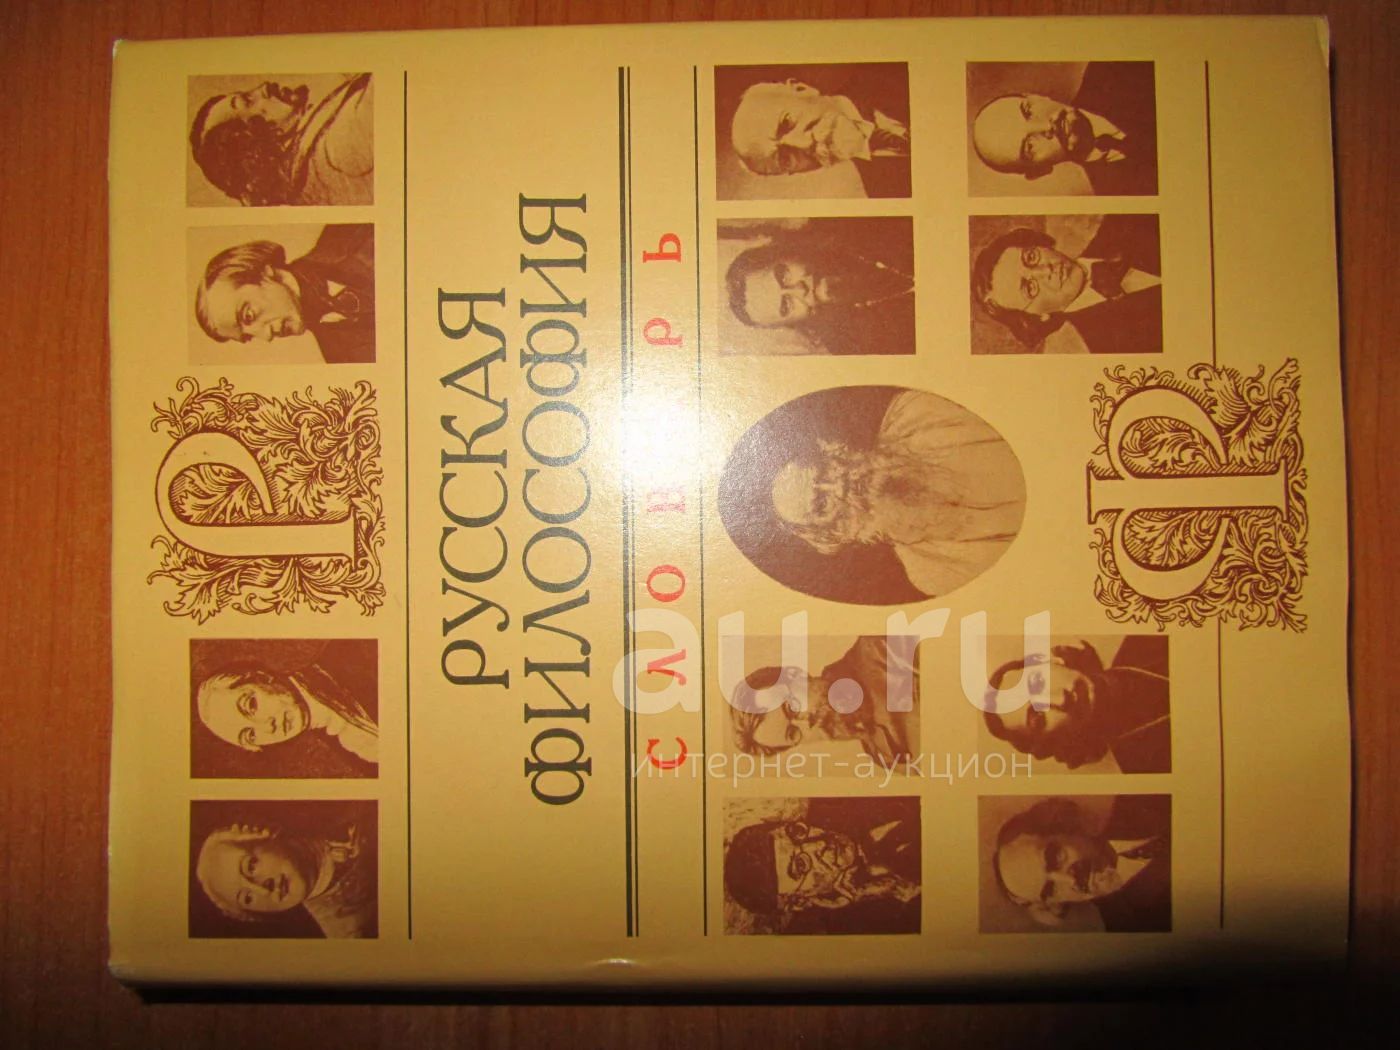 Р
РУССКАЯ
ФИЛОСОФИЯ
словарь
Ф
au.ru
интернет-аукцион